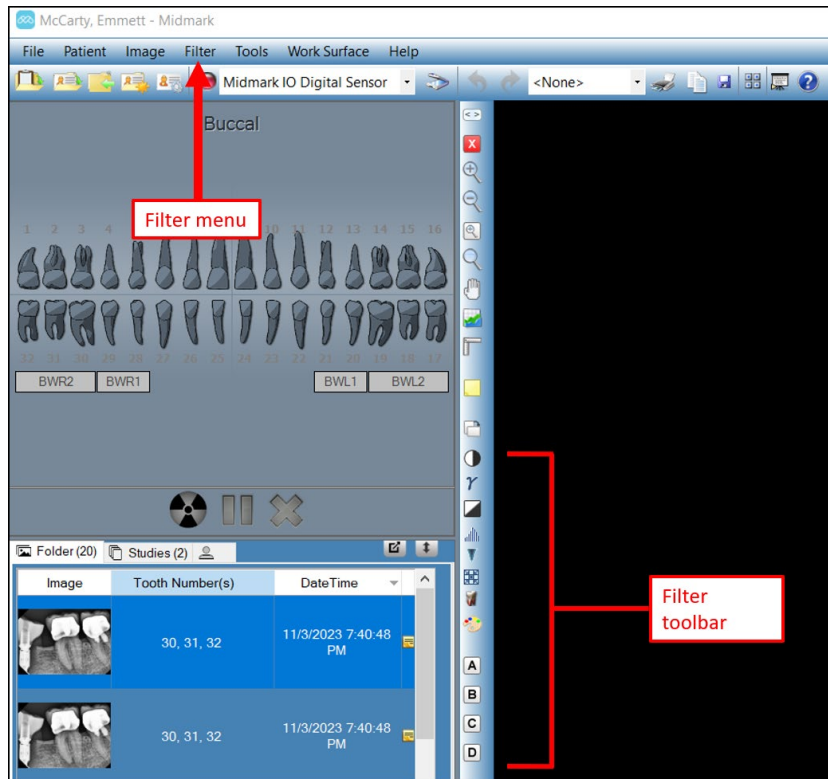 McCarty, Emmett - Midmark
File Patient Image Filter Tools Work Surface Help
Midmark IO Digital Sensor <None>
Buccal
Filter menu
1 2 3 4 10 11 12 13 14 15 16
32 31 30 29 28 27 26 25 24 23 22 21 20 19 18 17
BWR2 BWR1 BWL1 BWL2
Filter
toolbar
A
B
C
D
Folder (20) Studies (2)
Image Tooth Number(s) DateTime
30, 31, 32 11/3/2023 7:40:48
PM
30, 31, 32 11/3/2023 7:40:48
PM